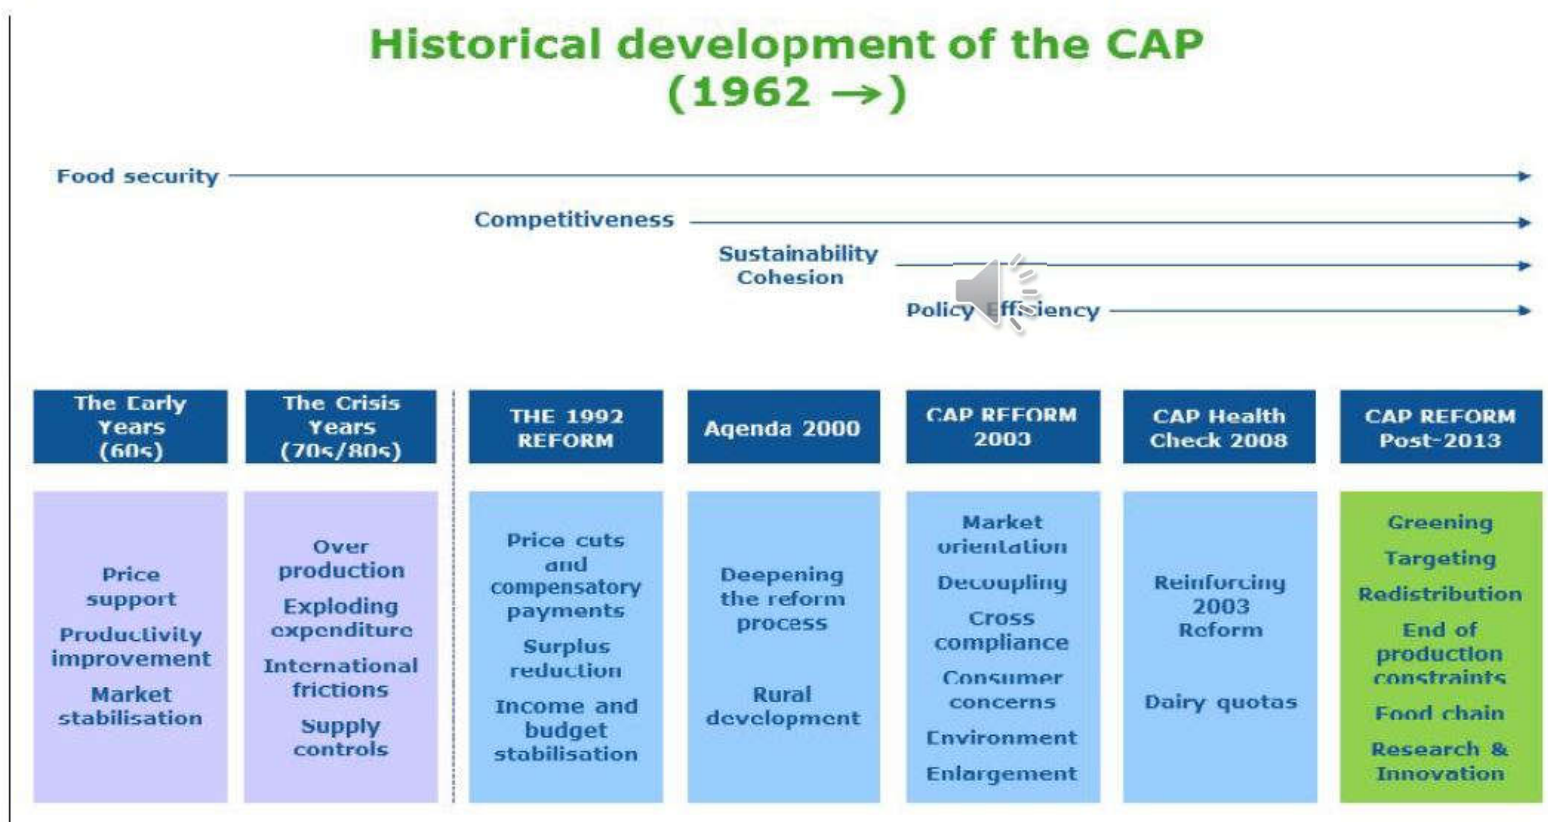 Historical development of the CAP
(1962 →)
Food security
Competitiveness
Sustainability
Cohesion
Policy Efficiency
The Early
Years
(60s)
The Crisis
Years
(70s/80s)
THE 1992
REFORM
Agenda 2000
CAP REFORM
2003
CAP Health
Check 2008
CAP REFORM
Post-2013
Price
support
Productivity
improvement
Market
stabilisation
Over
production
Exploding
expenditure
International
frictions
Supply
controls
Price cuts
and
compensatory
payments
Surplus
reduction
Income and
budget
stabilisation
Deepening
the reform
process
Rural
development
Market
orientation
Decoupling
Cross
compliance
Consumer
concerns
Environment
Enlargement
Reinforcing
2003
Reform
Dairy quotas
Greening
Targeting
Redistribution
End of
production
constraints
Food chain
Research &
Innovation